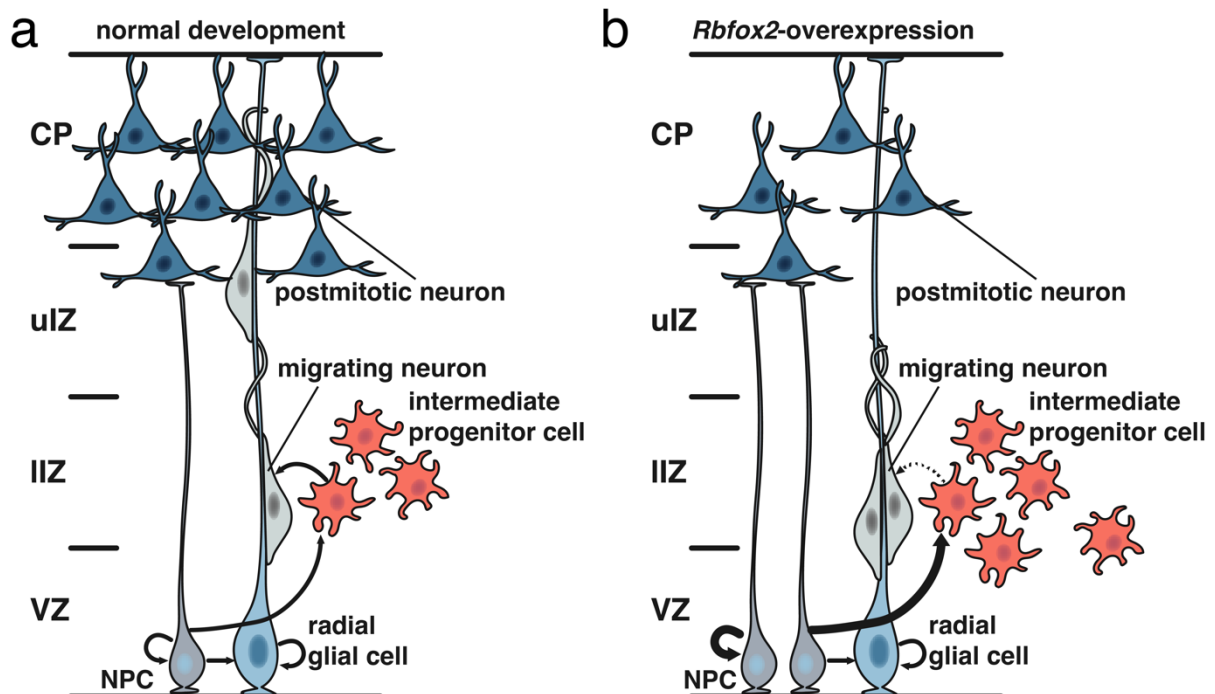 a
normal development
CP
postmitotic neuron
uIZ
migrating neuron
intermediate
progenitor cell
lIZ
VZ
radial
glial cell
NPC
b
Rbfox2-overexpression
CP
postmitotic neuron
uIZ
migrating neuron
intermediate
progenitor cell
lIZ
VZ
radial
glial cell
NPC